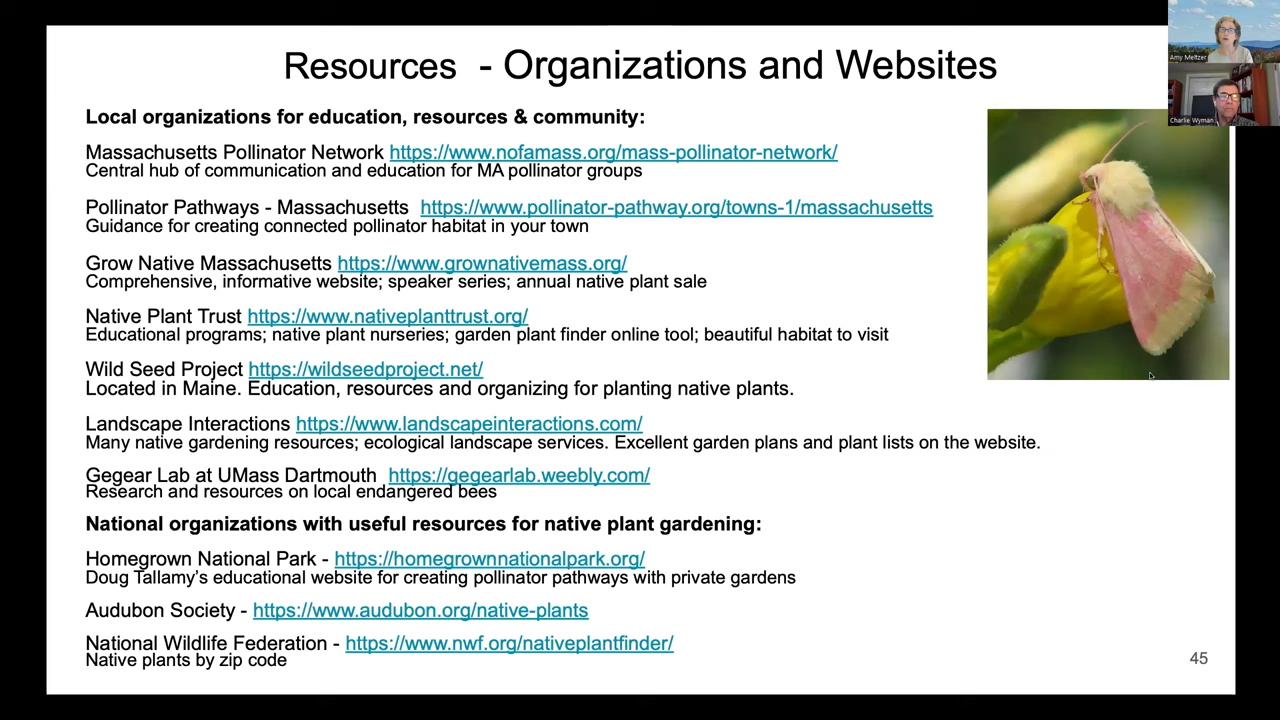 Resources - Organizations and Websites
Amy Meltzer
Charlie Wyman
Local organizations for education, resources & community:
Massachusetts Pollinator Network https://www.nofamass.org/mass-pollinator-network/
Central hub of communication and education for MA pollinator groups
Pollinator Pathways - Massachusetts https://www.pollinator-pathway.org/towns-1/massachusetts
Guidance for creating connected pollinator habitat in your town
Grow Native Massachusetts https://www.grownativemass.org/
Comprehensive, informative website; speaker series; annual native plant sale
Native Plant Trust https://www.nativeplanttrust.org/
Educational programs; native plant nurseries; garden plant finder online tool; beautiful habitat to visit
Wild Seed Project https://wildseedproject.net/
Located in Maine. Education, resources and organizing for planting native plants.
Landscape Interactions https://www.landscapeinteractions.com/
Many native gardening resources; ecological landscape services. Excellent garden plans and plant lists on the website.
Gegear Lab at UMass Dartmouth https://gegearlab.weebly.com/
Research and resources on local endangered bees
National organizations with useful resources for native plant gardening:
Homegrown National Park - https://homegrownnationalpark.org/
Doug Tallamy's educational website for creating pollinator pathways with private gardens
Audubon Society - https://www.audubon.org/native-plants
National Wildlife Federation - https://www.nwf.org/nativeplantfinder/
Native plants by zip code
45